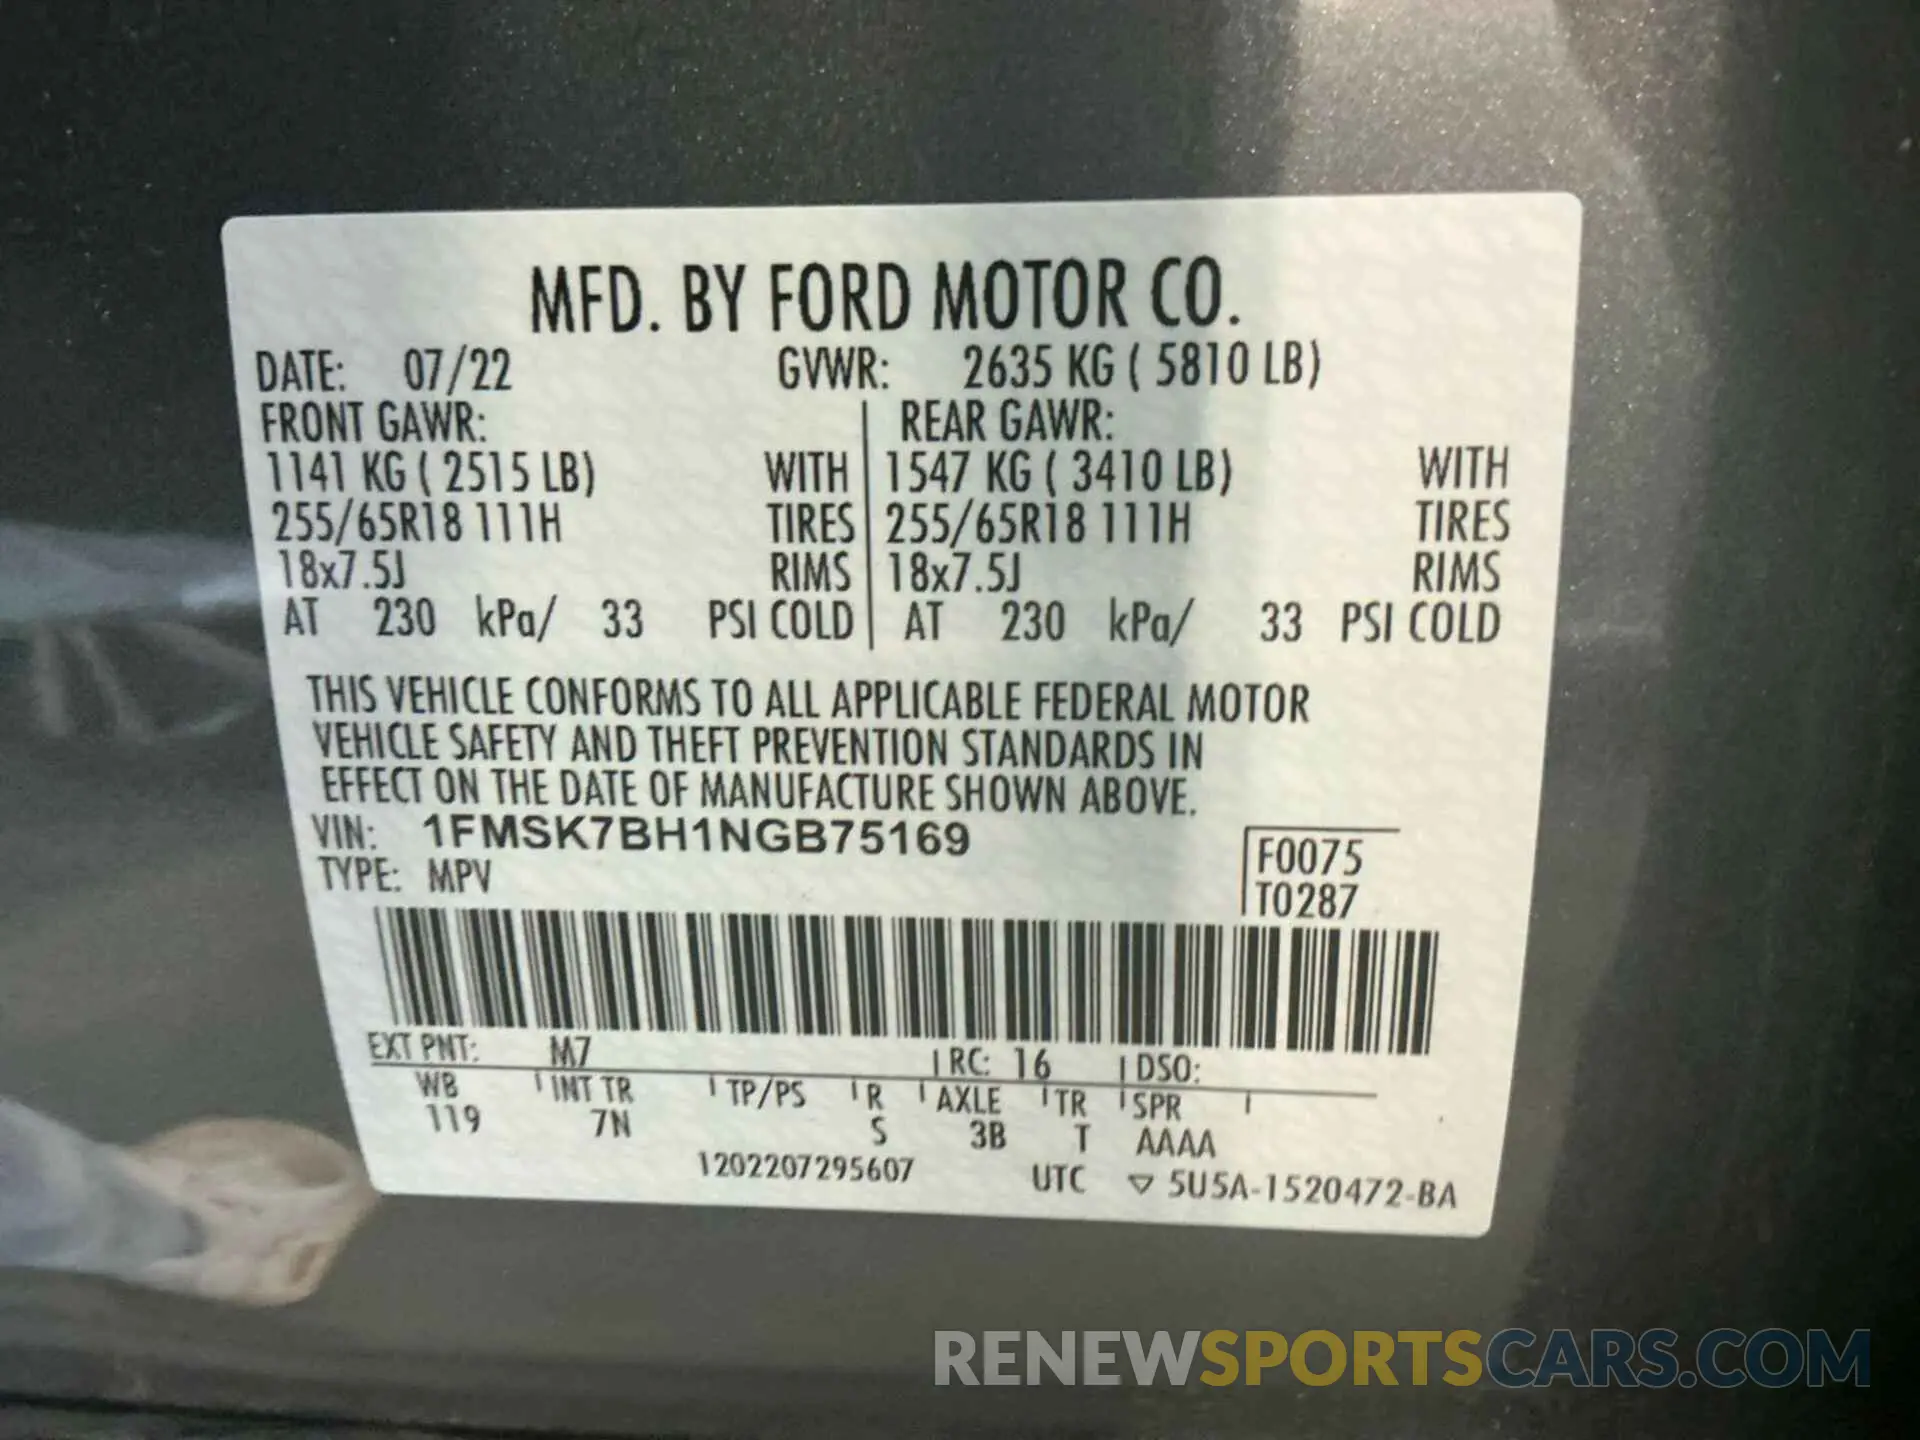 MFD. BY FORD MOTOR CO.
DATE: 07/22 GVWR: 2635 KG ( 5810 LB)
FRONT GAWR: REAR GAWR:
1141 KG ( 2515 LB) WITH 1547 KG ( 3410 LB) WITH
255/65R18 111H TIRES 255/65R18 111H TIRES
18x7.5J RIMS 18x7.5J RIMS
AT 230 kPa/ 33 PSI COLD AT 230 kPa/ 33 PSI COLD
THIS VEHICLE CONFORMS TO ALL APPLICABLE FEDERAL MOTOR
VEHICLE SAFETY AND THEFT PREVENTION STANDARDS IN
EFFECT ON THE DATE OF MANUFACTURE SHOWN ABOVE.
VIN: 1FMSK7BH1NGB75169
TYPE: MPV
F0075
T0287
EXT PNT: M7 RC: 16 DSO:
WB INT TR TP/PS R AXLE TR SPR
119 7N S 3B T AAAA
1202207295607 UTC ▽ 5U5A-1520472-BA
RENEWSPORTSCARS.COM